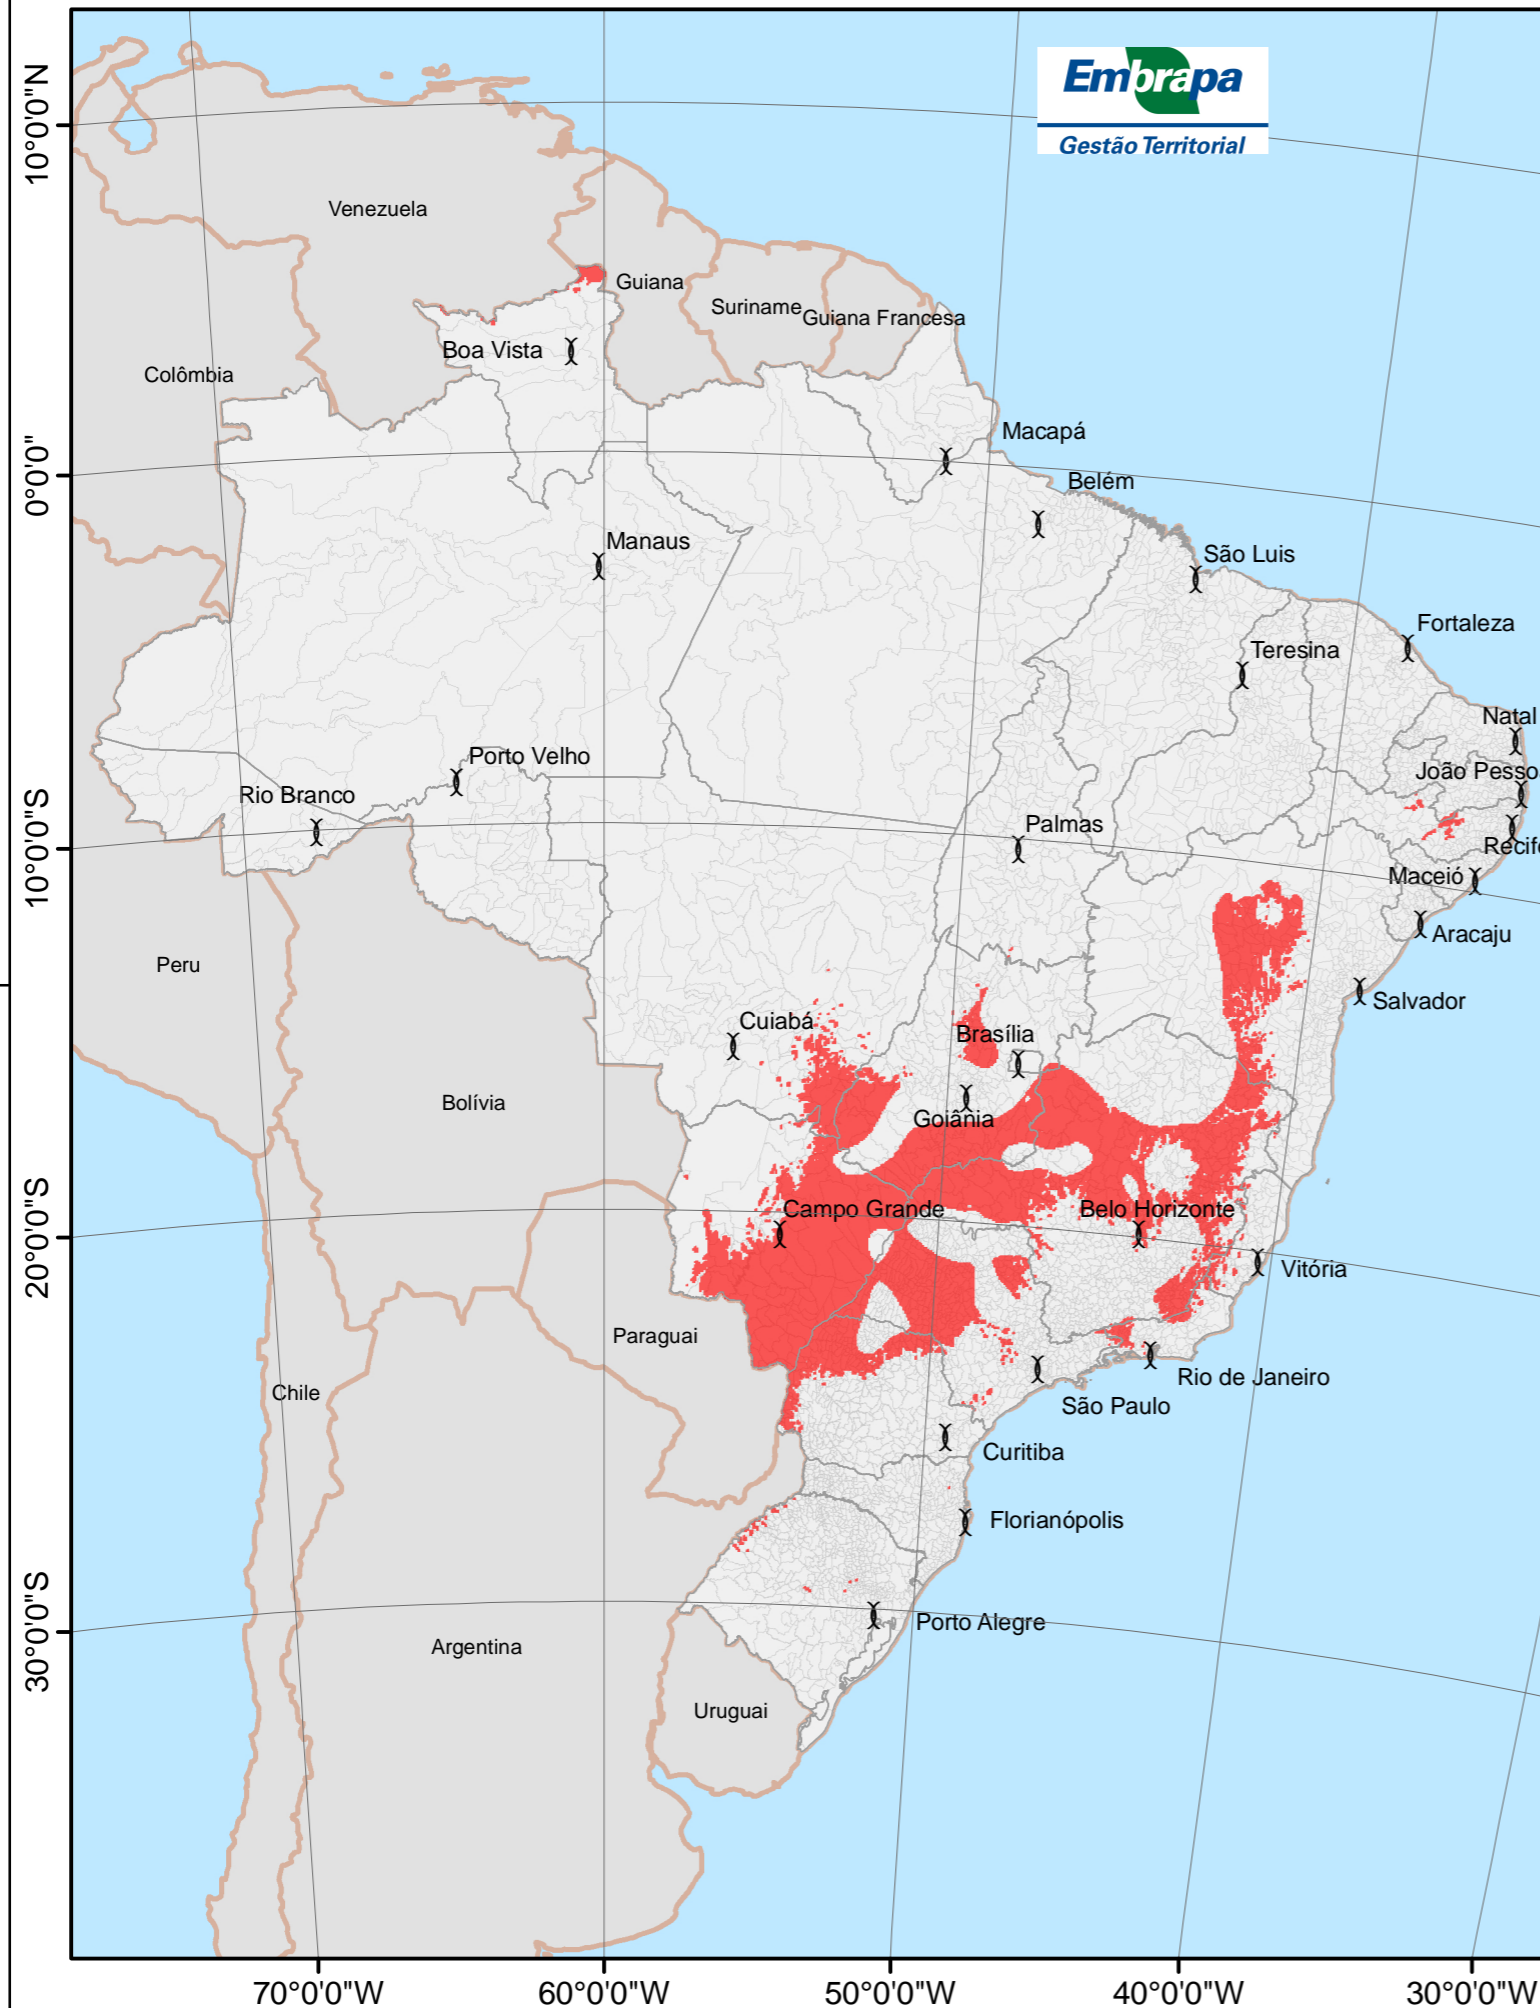 Embrapa
Gestão Territorial
10°0'0"N
Venezuela
Guiana
Suriname
Guiana Francesa
Boa Vista
Colômbia
Macapá
0°0'0"
Belém
Manaus
São Luis
Fortaleza
Teresina
Natal
Porto Velho
João Pesso
Rio Branco
Palmas
10°0'0"S
Recife
Maceió
Aracaju
Peru
Salvador
Cuiabá
Brasília
Bolívia
Goiânia
20°0'0"S
Campo Grande
Belo Horizonte
Vitória
Paraguai
Rio de Janeiro
Chile
São Paulo
Curitiba
Florianópolis
30°0'0"S
Porto Alegre
Argentina
Uruguai
70°0'0"W
60°0'0"W
50°0'0"W
40°0'0"W
30°0'0"W